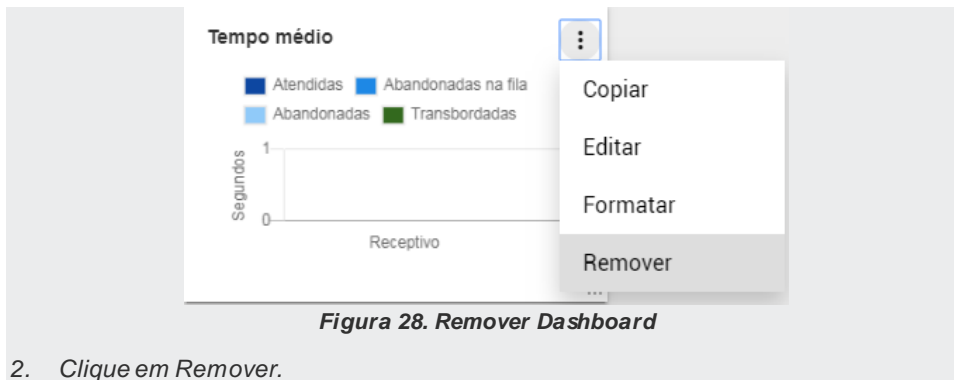 Tempo médio
Atendidas Abandonadas na fila
Abandonadas Transbordadas
1
Segundos
0
Receptivo
Copiar
Editar
Formatar
Remover
Figura 28. Remover Dashboard
2. Clique em Remover.